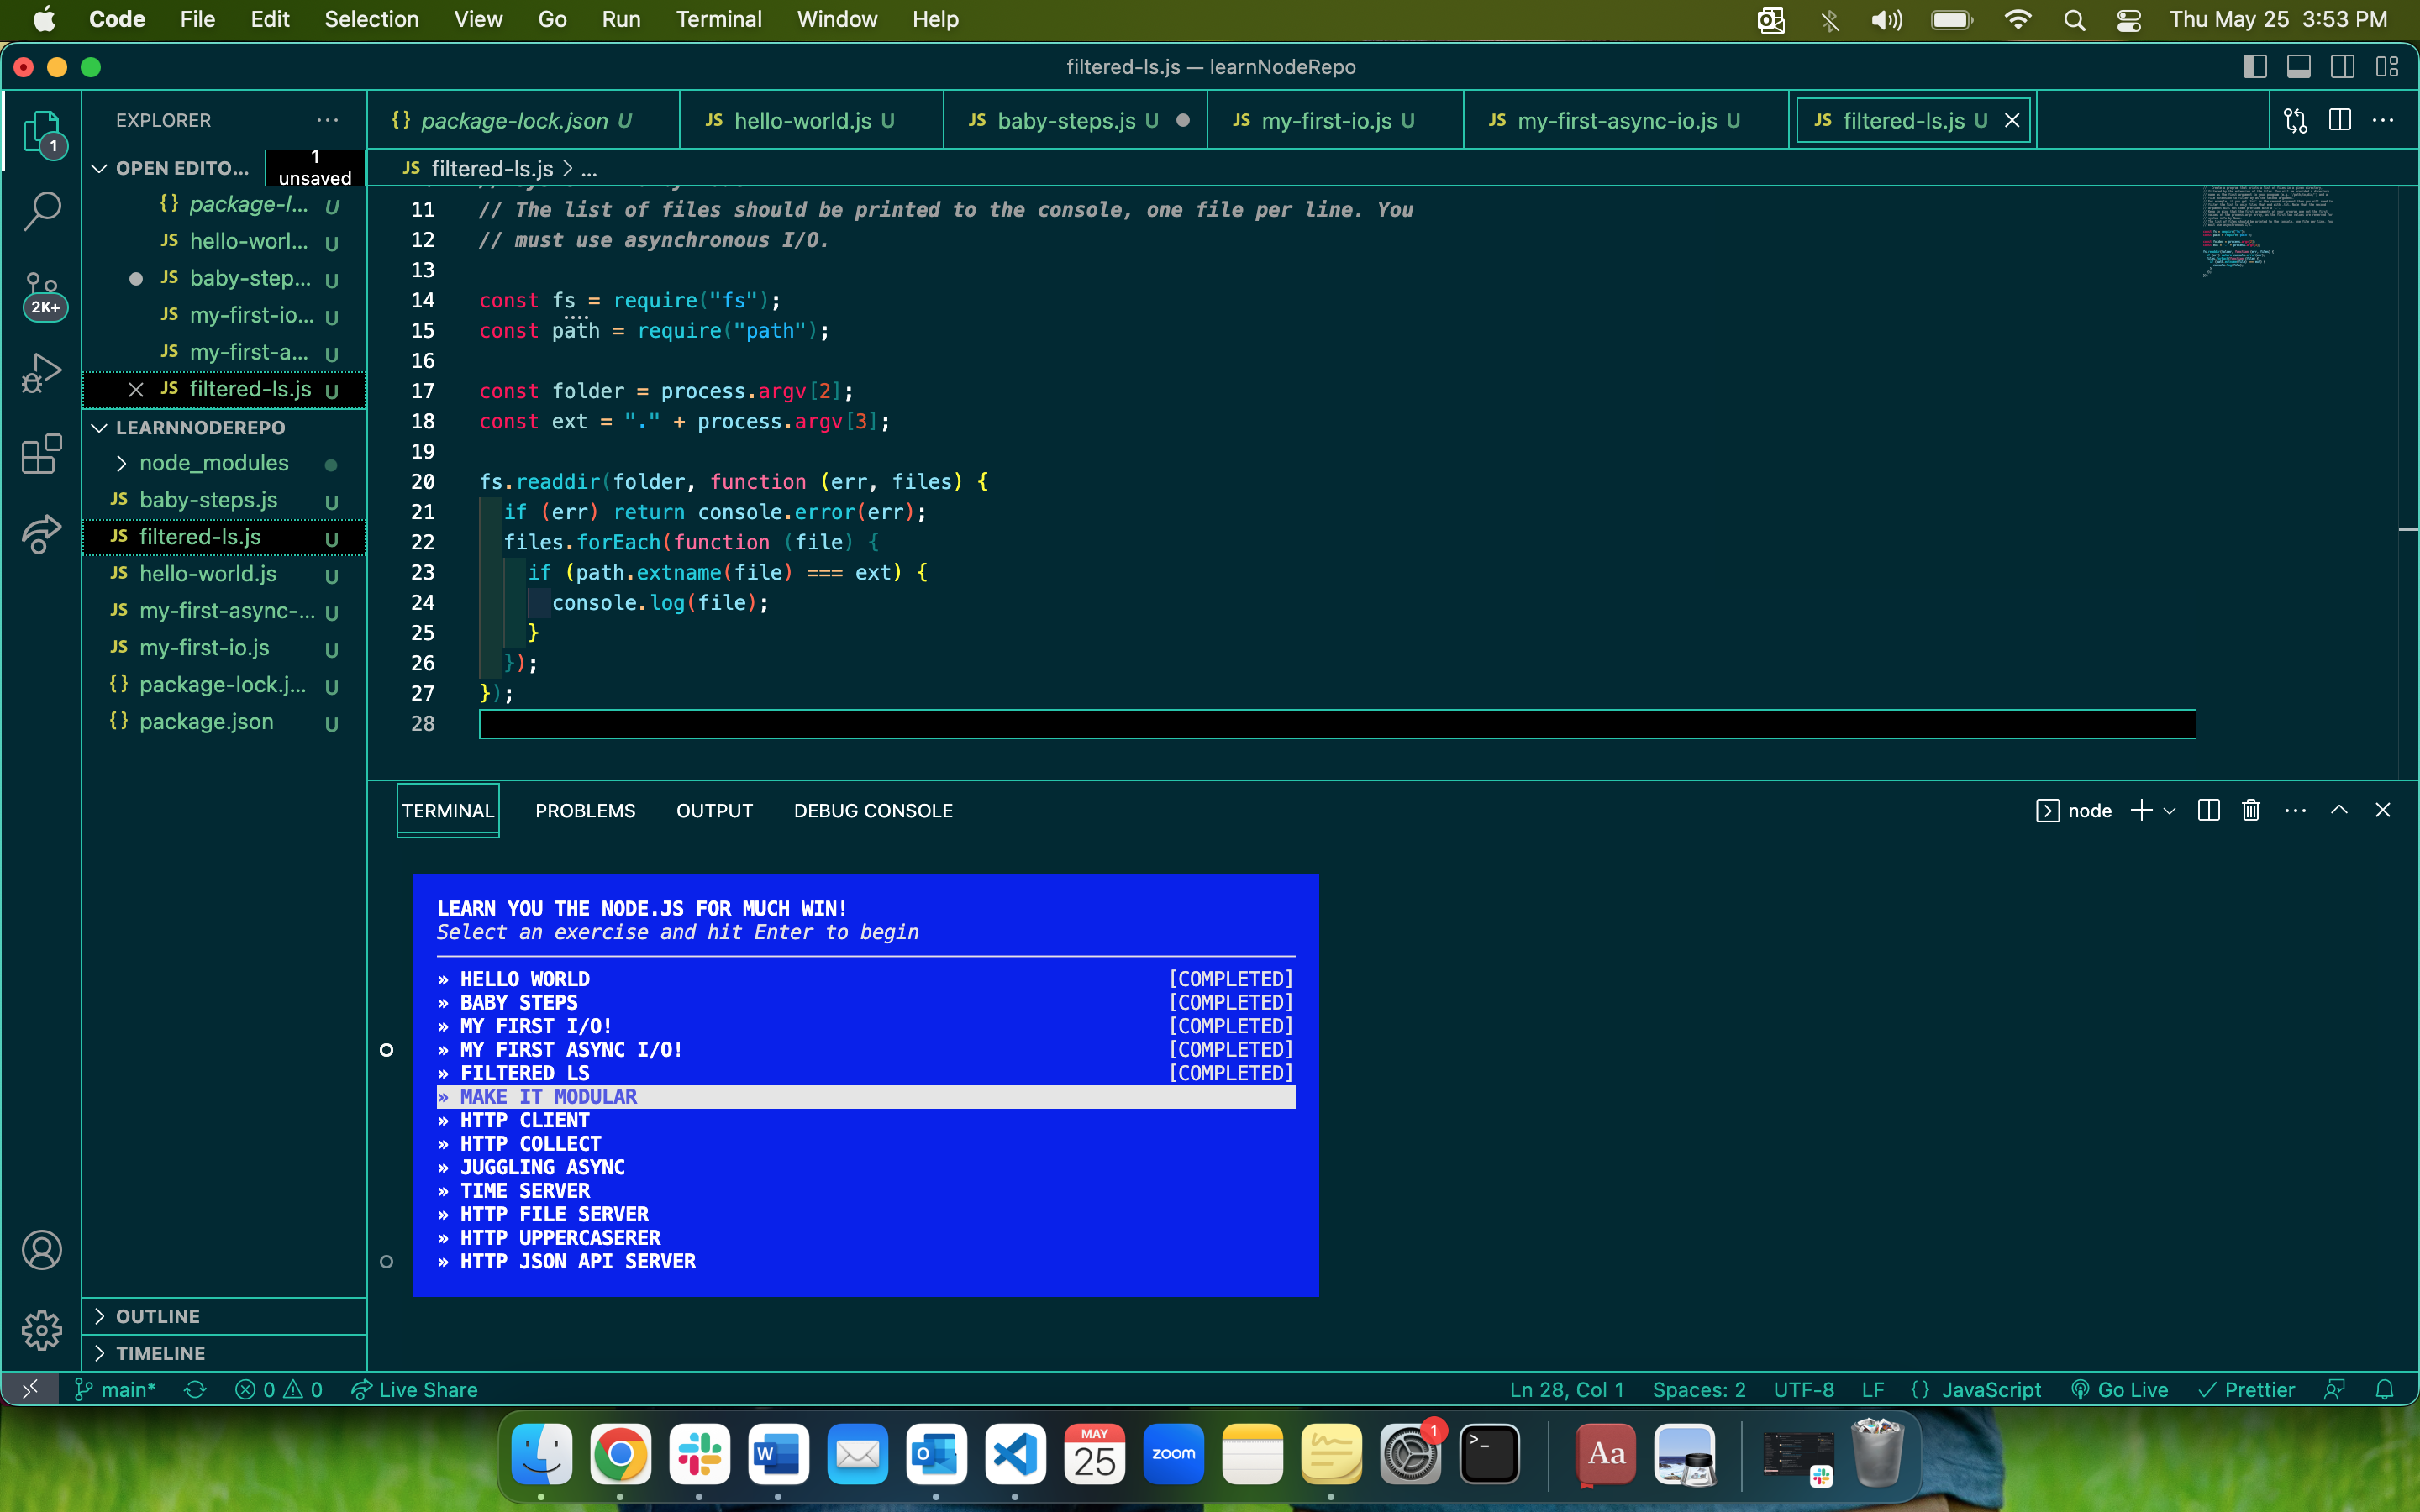 Code File Edit Selection View Go Run Terminal Window Help Thu May 25 3:53 PM
filtered-ls.js — learnNodeRepo
EXPLORER ···
1
OPEN EDITO... 1 unsaved
{} package-l... U
JS hello-worl... U
JS baby-step... U
JS my-first-io... U
JS my-first-a... U
JS filtered-ls.js U
2K+
LEARNNODEREPO
node_modules
JS baby-steps.js U
JS filtered-ls.js U
JS hello-world.js U
JS my-first-async-... U
JS my-first-io.js U
{} package-lock.j... U
{} package.json U
OUTLINE
TIMELINE
{} package-lock.json U JS hello-world.js U JS baby-steps.js U JS my-first-io.js U JS my-first-async-io.js U JS filtered-ls.js U
JS filtered-ls.js > ...
11 // The list of files should be printed to the console, one file per line. You
12 // must use asynchronous I/O.
13
14 const fs = require("fs");
15 const path = require("path");
16
17 const folder = process.argv[2];
18 const ext = "." + process.argv[3];
19
20 fs.readdir(folder, function (err, files) {
21 if (err) return console.error(err);
22 files.forEach(function (file) {
23 if (path.extname(file) === ext) {
24 console.log(file);
25 }
26 });
27 });
28
TERMINAL PROBLEMS OUTPUT DEBUG CONSOLE node
LEARN YOU THE NODE.JS FOR MUCH WIN!
Select an exercise and hit Enter to begin
» HELLO WORLD [COMPLETED]
» BABY STEPS [COMPLETED]
» MY FIRST I/O! [COMPLETED]
» MY FIRST ASYNC I/O! [COMPLETED]
» FILTERED LS [COMPLETED]
» MAKE IT MODULAR
» HTTP CLIENT
» HTTP COLLECT
» JUGGLING ASYNC
» TIME SERVER
» HTTP FILE SERVER
» HTTP UPPERCASERER
» HTTP JSON API SERVER
main* 0 0 Live Share Ln 28, Col 1 Spaces: 2 UTF-8 LF {} JavaScript Go Live Prettier
W O MAY 25 zoom 1 >_ Aa